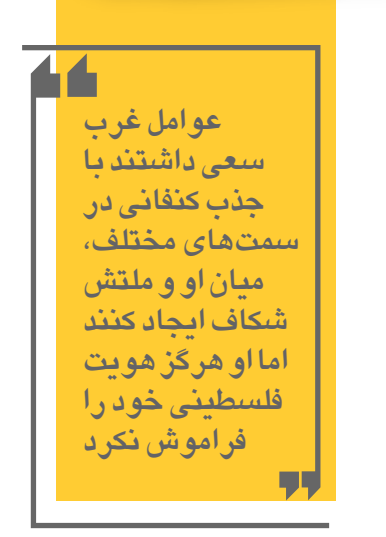 عوامل غرب
سعی داشتند با
جذب کنفانی در
سمت‌های مختلف،
میان او و ملتش
شکاف ایجاد کنند
اما او هرگز هویت
فلسطینی خود را
فراموش نکرد